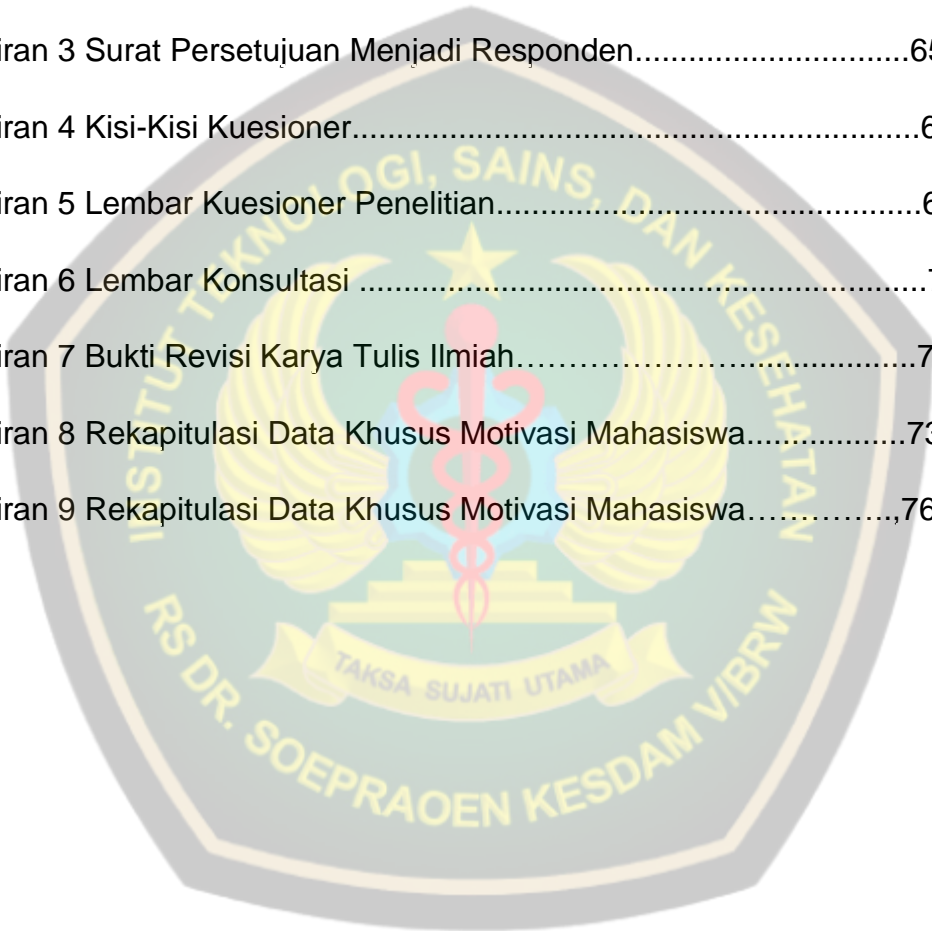 iran 3 Surat Persetujuan Menjadi Responden...............................65
iran 4 Kisi-Kisi Kuesioner................................................................6
iran 5 Lembar Kuesioner Penelitian................................................6
iran 6 Lembar Konsultasi ................................................................7
iran 7 Bukti Revisi Karya Tulis Ilmiah…………………...................7
iran 8 Rekapitulasi Data Khusus Motivasi Mahasiswa..................73
iran 9 Rekapitulasi Data Khusus Motivasi Mahasiswa…………..,76
INSTITUT TEKNOLOGI, SAINS, DAN KESEHATAN
TAKSA SUJATI UTAMA
RS DR. SOEPRAOEN KESDAM V/BRW